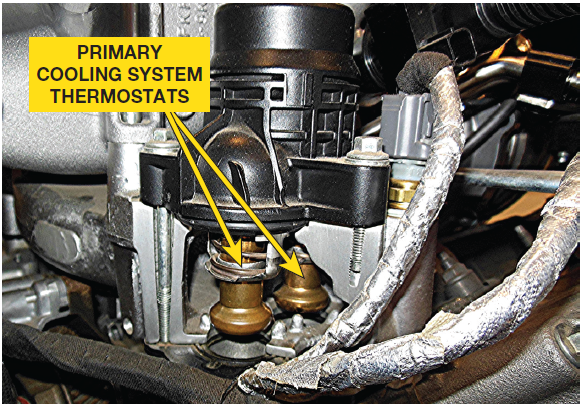 PRIMARY
COOLING SYSTEM
THERMOSTATS